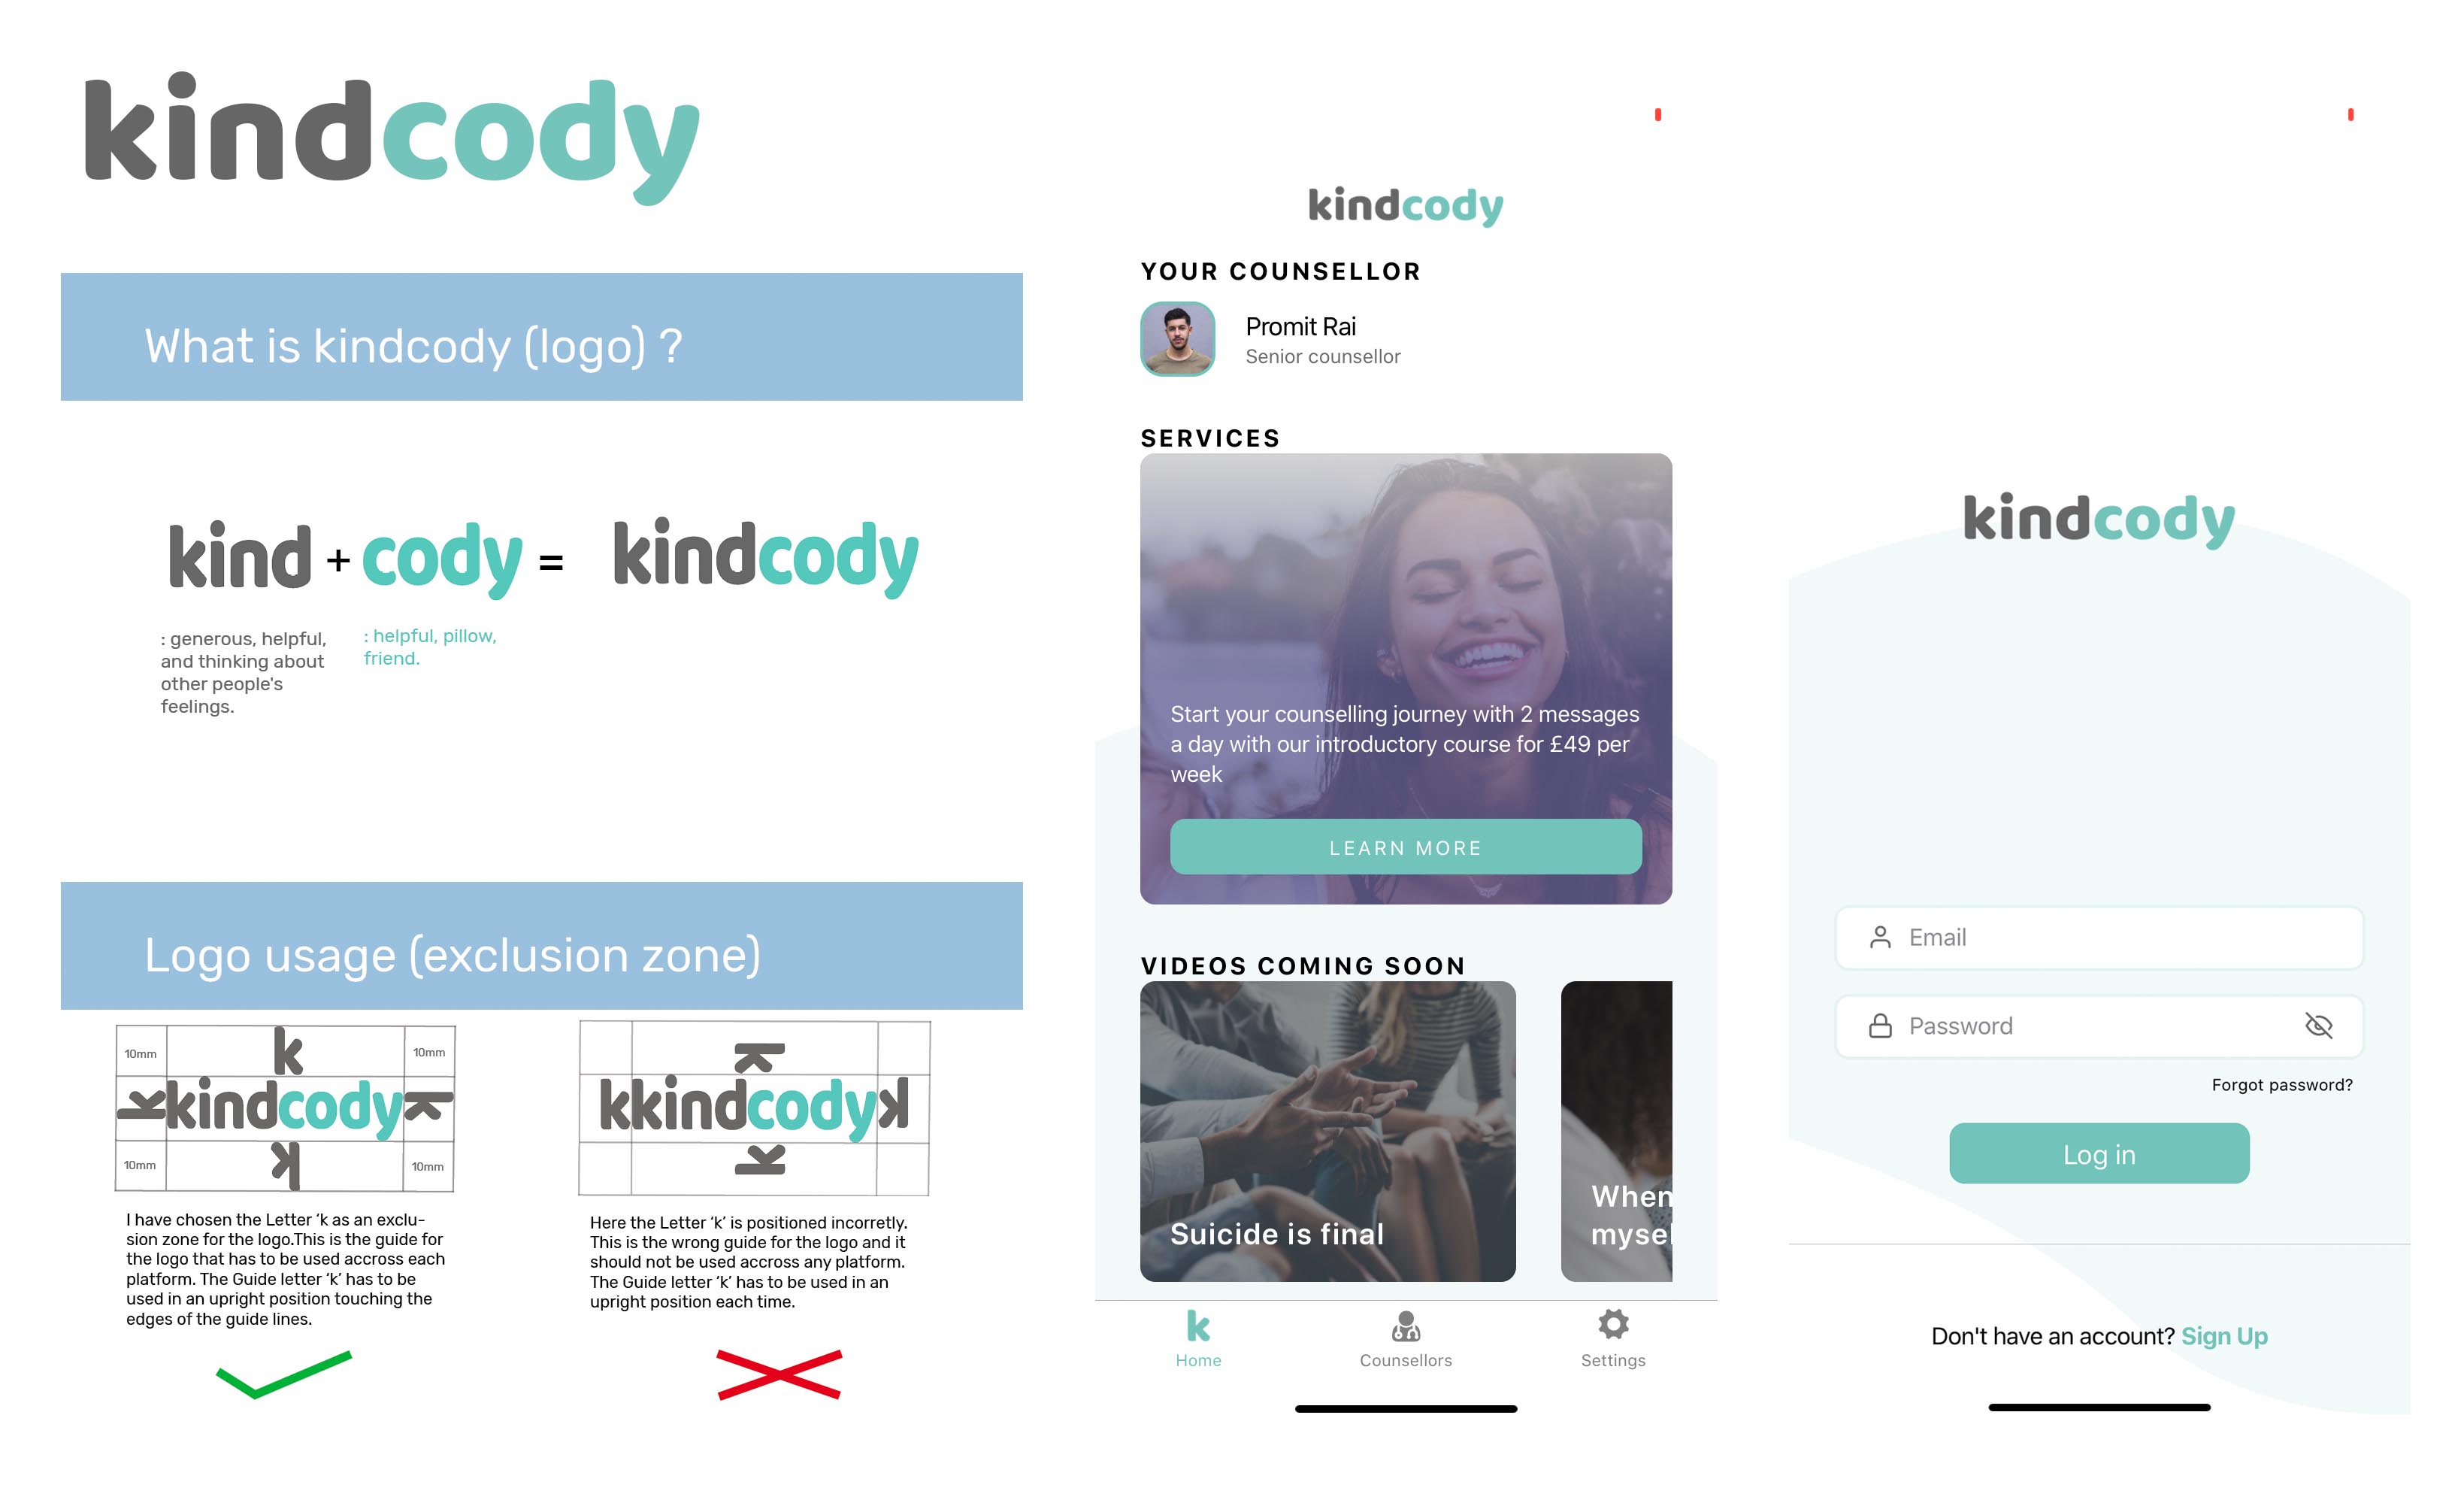 kindcody
What is kindcody (logo) ?
kind + cody = kindcody
: generous, helpful,
and thinking about
other people's
feelings.
: helpful, pillow,
friend.
Logo usage (exclusion zone)
10mm k 10mm
k kindcody k
10mm k 10mm
I have chosen the Letter ‘k as an exclu-
sion zone for the logo.This is the guide for
the logo that has to be used accross each
platform. The Guide letter ‘k’ has to be
used in an upright position touching the
edges of the guide lines.
k
k kindcody k
k
Here the Letter ‘k’ is positioned incorretly.
This is the wrong guide for the logo and it
should not be used accross any platform.
The Guide letter ‘k’ has to be used in an
upright position each time.
kindcody
YOUR COUNSELLOR
Promit Rai
Senior counsellor
SERVICES
Start your counselling journey with 2 messages
a day with our introductory course for £49 per
week
LEARN MORE
VIDEOS COMING SOON
Suicide is final
When
k
Home
Counsellors
Settings
kindcody
Email
Password
Forgot password?
Log in
Don't have an account? Sign Up